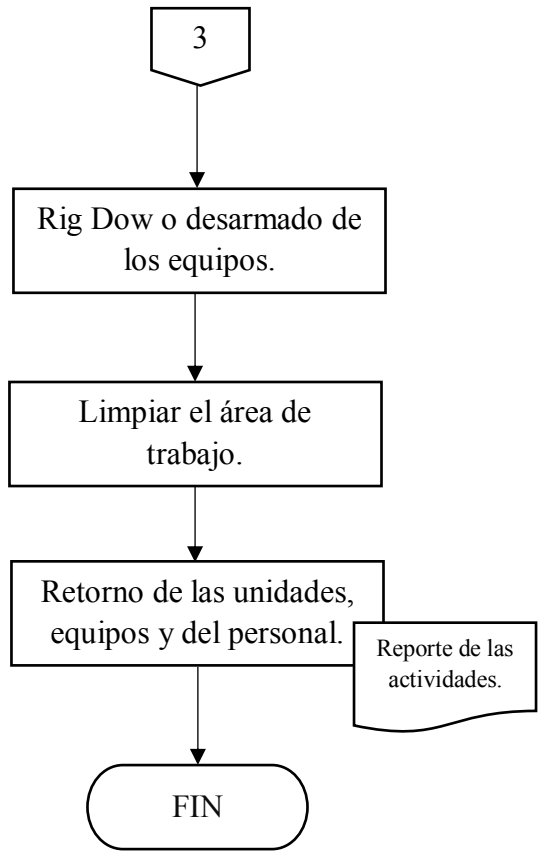 3
Rig Dow o desarmado de
los equipos.
Limpiar el área de
trabajo.
Retorno de las unidades,
equipos y del personal.
Reporte de las
actividades.
FIN